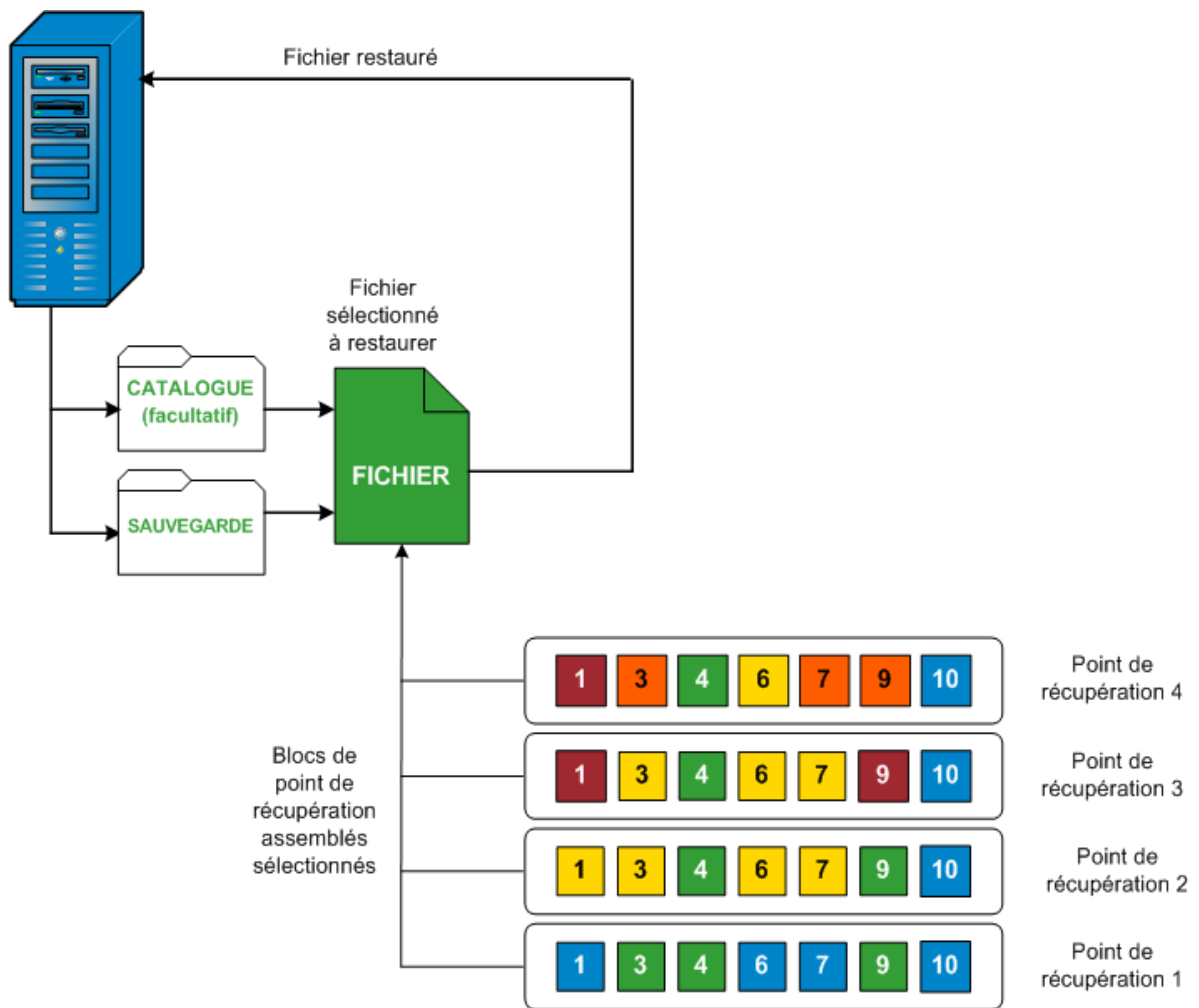 Fichier restauré
Fichier
sélectionné
à restaurer
CATALOGUE
(facultatif)
FICHIER
SAUVEGARDE
1 3 4 6 7 9 10
Point de
récupération 4
Blocs de
point de
récupération
assemblés
sélectionnés
1 3 4 6 7 9 10
Point de
récupération 3
1 3 4 6 7 9 10
Point de
récupération 2
1 3 4 6 7 9 10
Point de
récupération 1